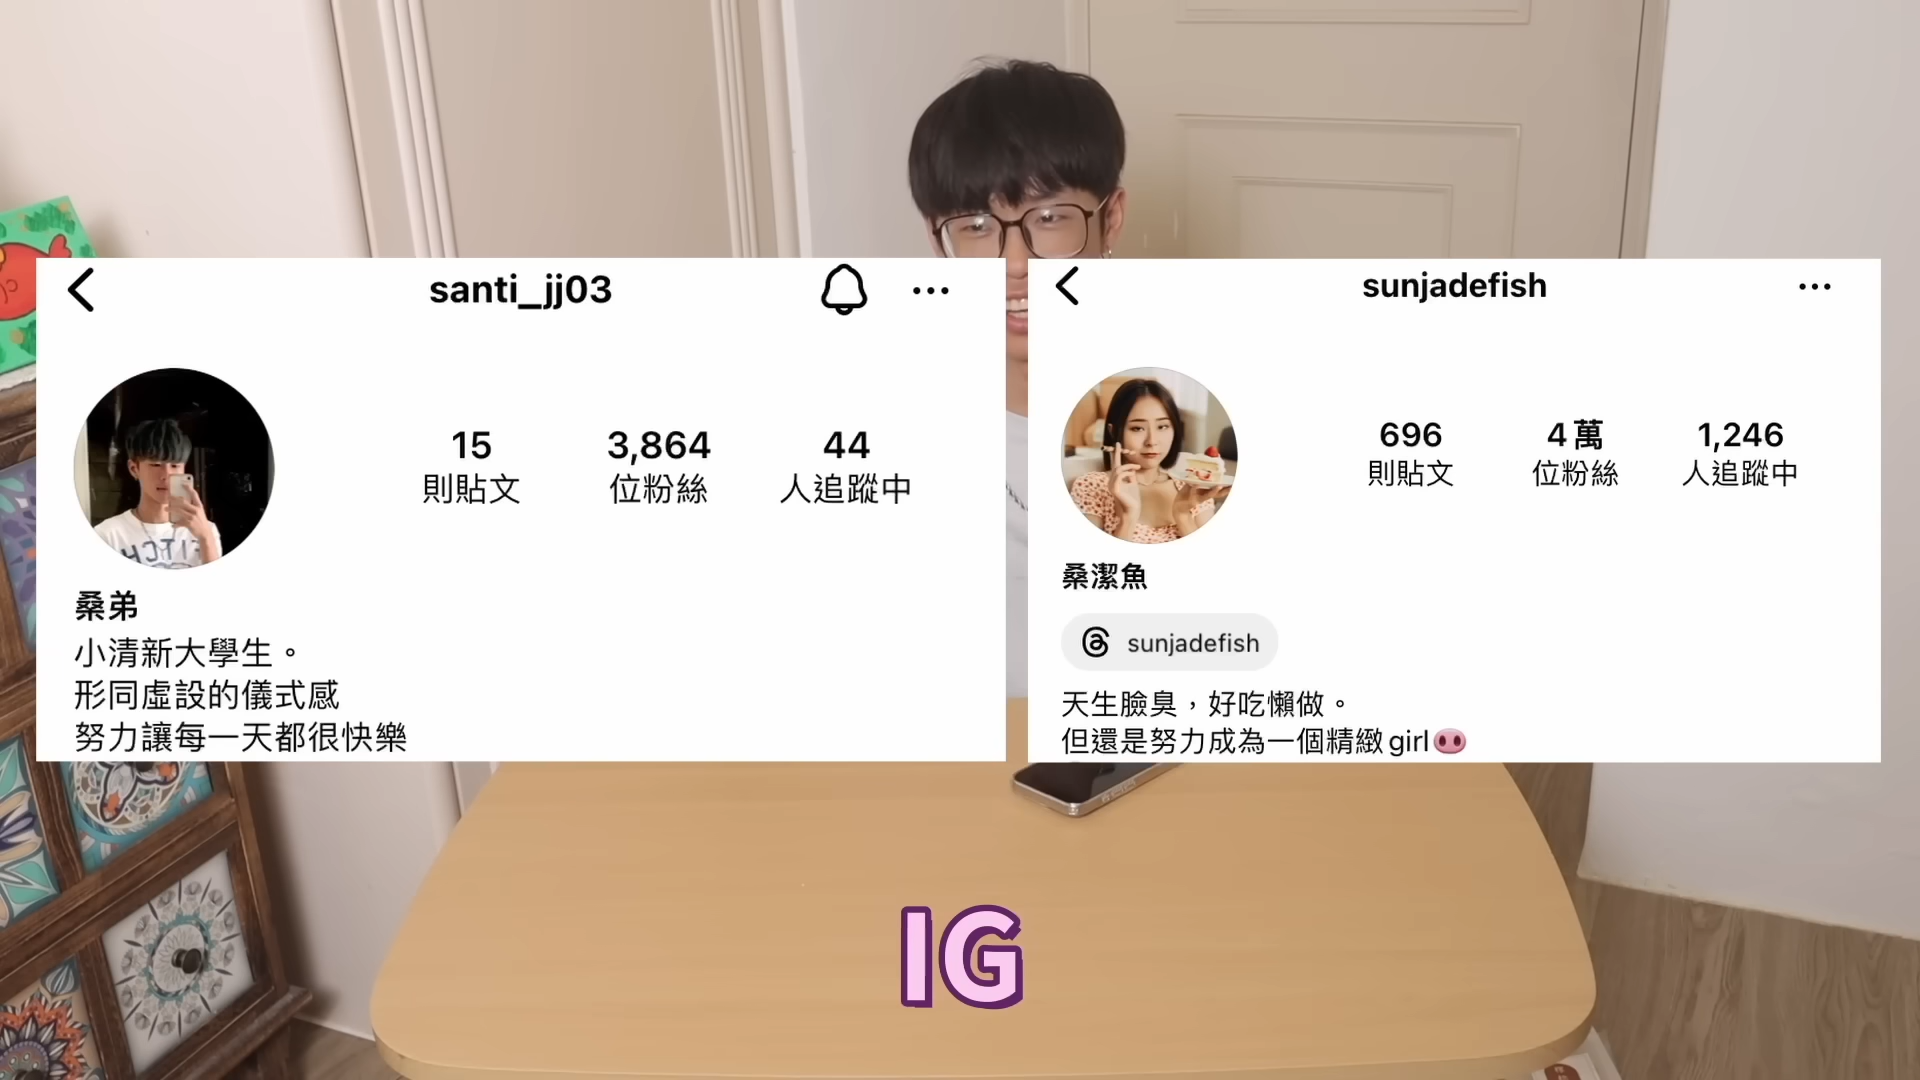 santi_jj03
15
3,864
44
則貼文
位粉絲
人追蹤中
桑弟
小清新大學生。
形同虛設的儀式感
努力讓每一天都很快樂
sunjadefish
696
4萬
1,246
則貼文
位粉絲
人追蹤中
桑潔魚
sunjadefish
天生臉臭，好吃懶做。
但還是努力成為一個精緻girl🐽
IG